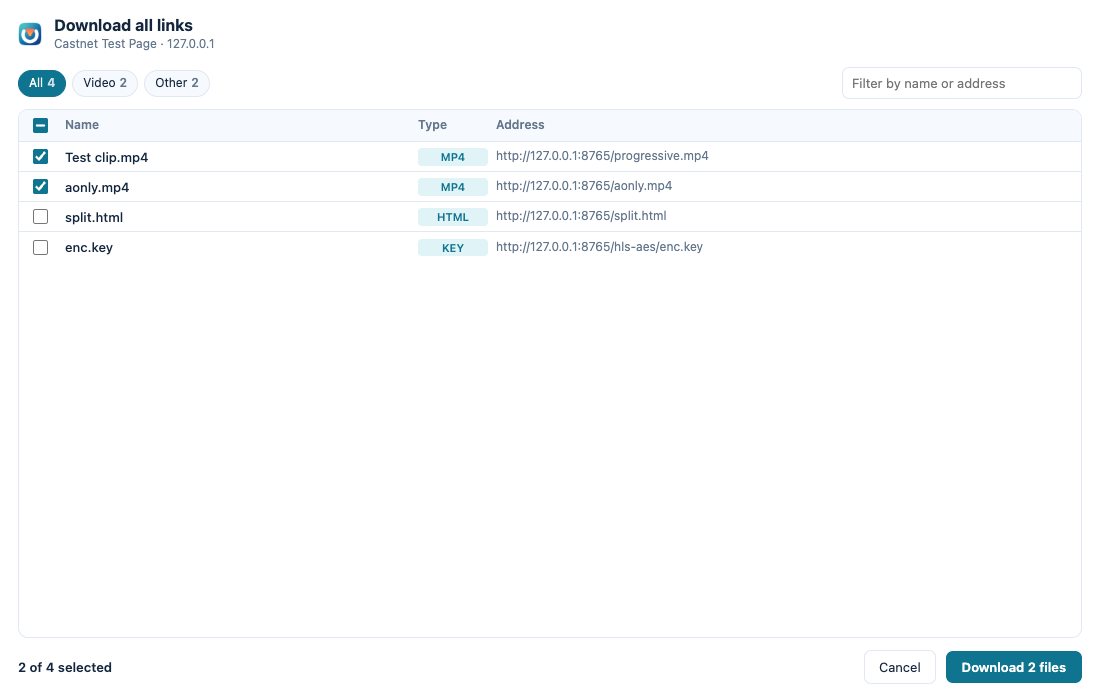 Download all links
Castnet Test Page · 127.0.0.1
All 4 Video 2 Other 2 Filter by name or address
Name Type Address
Test clip.mp4 MP4 http://127.0.0.1:8765/progressive.mp4
aonly.mp4 MP4 http://127.0.0.1:8765/aonly.mp4
split.html HTML http://127.0.0.1:8765/split.html
enc.key KEY http://127.0.0.1:8765/hls-aes/enc.key
2 of 4 selected Cancel Download 2 files